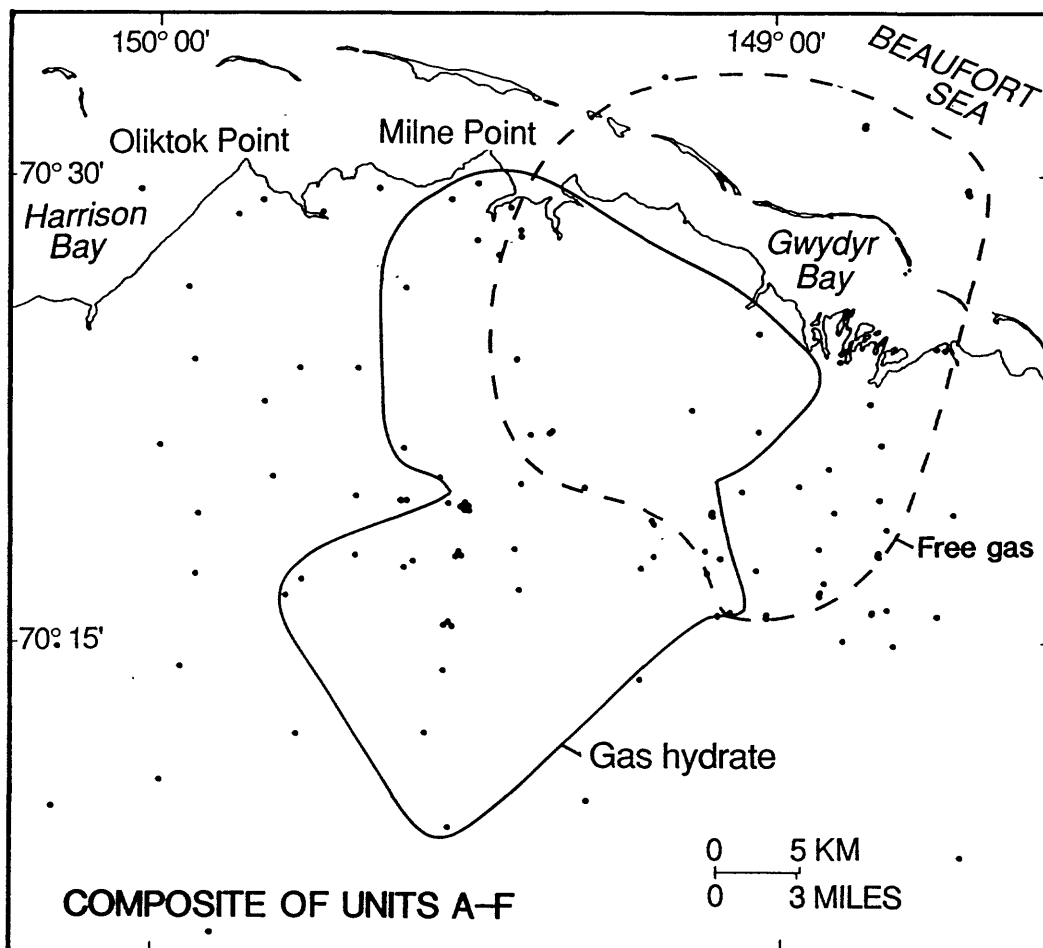 150° 00'
149° 00'
BEAUFORT
SEA
Oliktok Point
Milne Point
70° 30'
Harrison
Bay
Gwydyr
Bay
Free gas
70° 15'
Gas hydrate
0 5 KM
0 3 MILES
COMPOSITE OF UNITS A–F